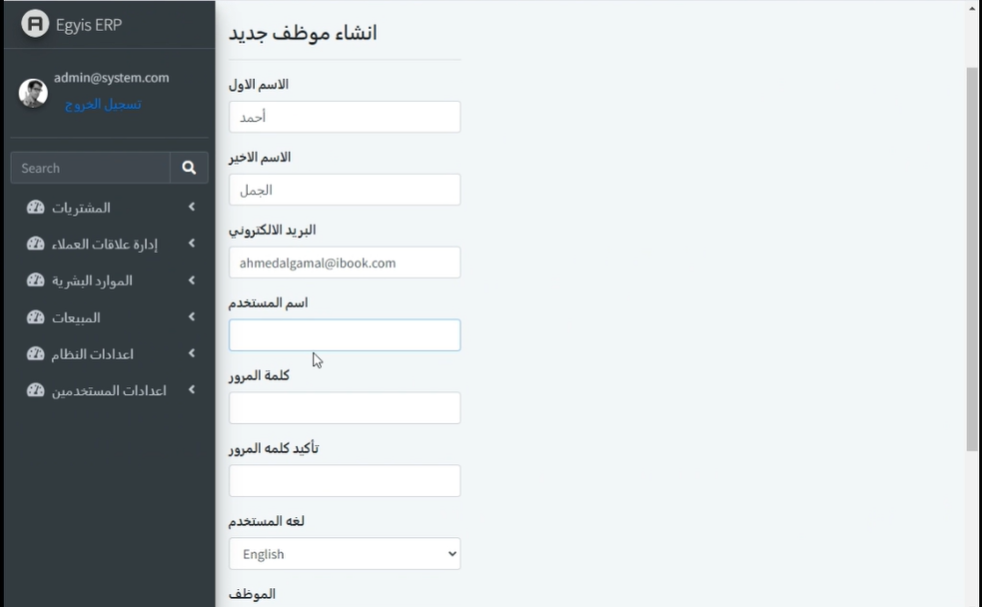 Egyis ERP
admin@system.com
تسجيل الخروج
Search
المشتريات
إدارة علاقات العملاء
الموارد البشرية
المبيعات
اعدادات النظام
اعدادات المستخدمين
انشاء موظف جديد
الاسم الاول
أحمد
الاسم الاخير
الجمل
البريد الالكتروني
ahmedalgamal@ibook.com
اسم المستخدم
كلمة المرور
تأكيد كلمه المرور
لغه المستخدم
English
الموظف